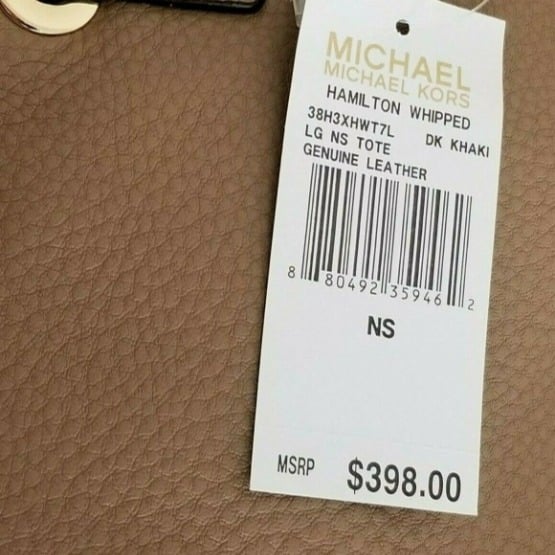 MICHAEL
MICHAEL KORS
HAMILTON WHIPPED
38H3XHWT7L DK KHAKI
LG NS TOTE
GENUINE LEATHER
8 80492 35946 2
NS
MSRP $398.00